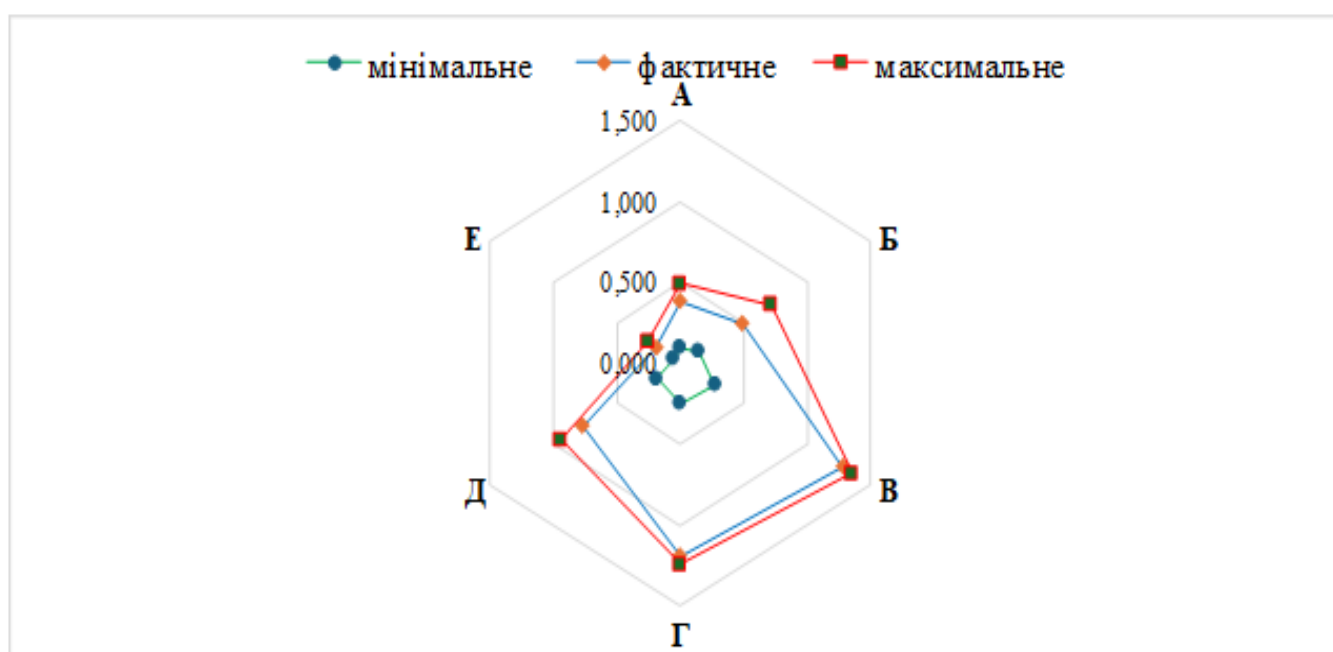 мінімальне фактичне максимальне
А
1,500
1,000
Е Б
0,500
0,000
Д В
Г